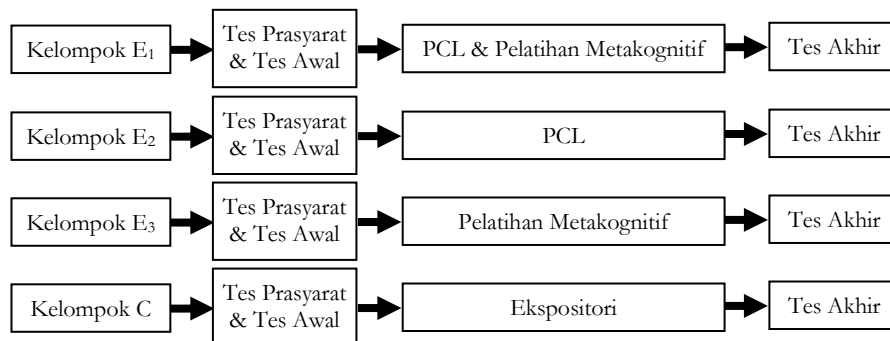 Kelompok E₁
Tes Prasyarat
& Tes Awal
PCL & Pelatihan Metakognitif
Tes Akhir
Kelompok E₂
Tes Prasyarat
& Tes Awal
PCL
Tes Akhir
Kelompok E₃
Tes Prasyarat
& Tes Awal
Pelatihan Metakognitif
Tes Akhir
Kelompok C
Tes Prasyarat
& Tes Awal
Ekspositori
Tes Akhir